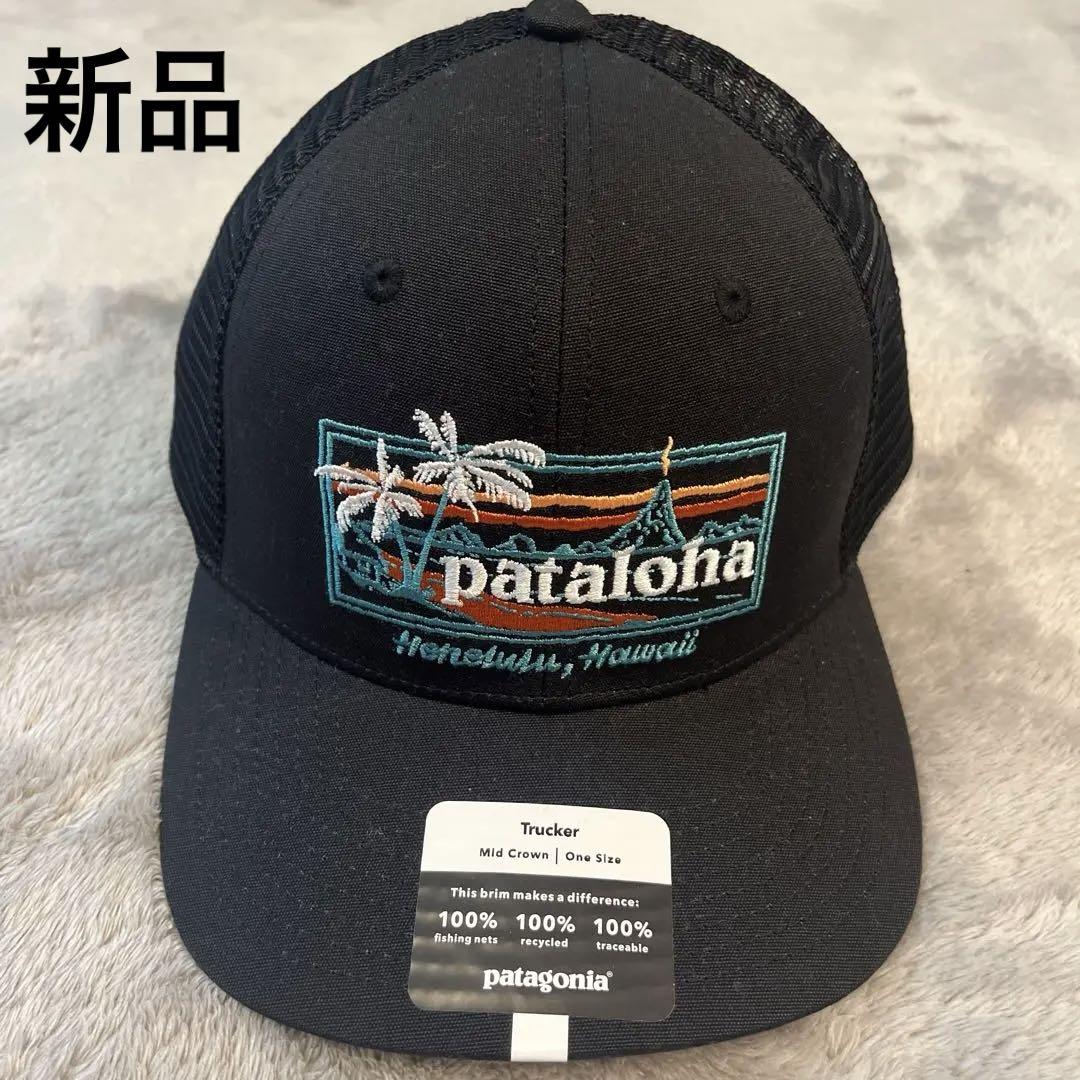 新品
pataloha
Honolulu, Hawaii
Trucker
Mid Crown | One Size
This brim makes a difference:
100% 100% 100%
fishing nets recycled traceable
patagonia®